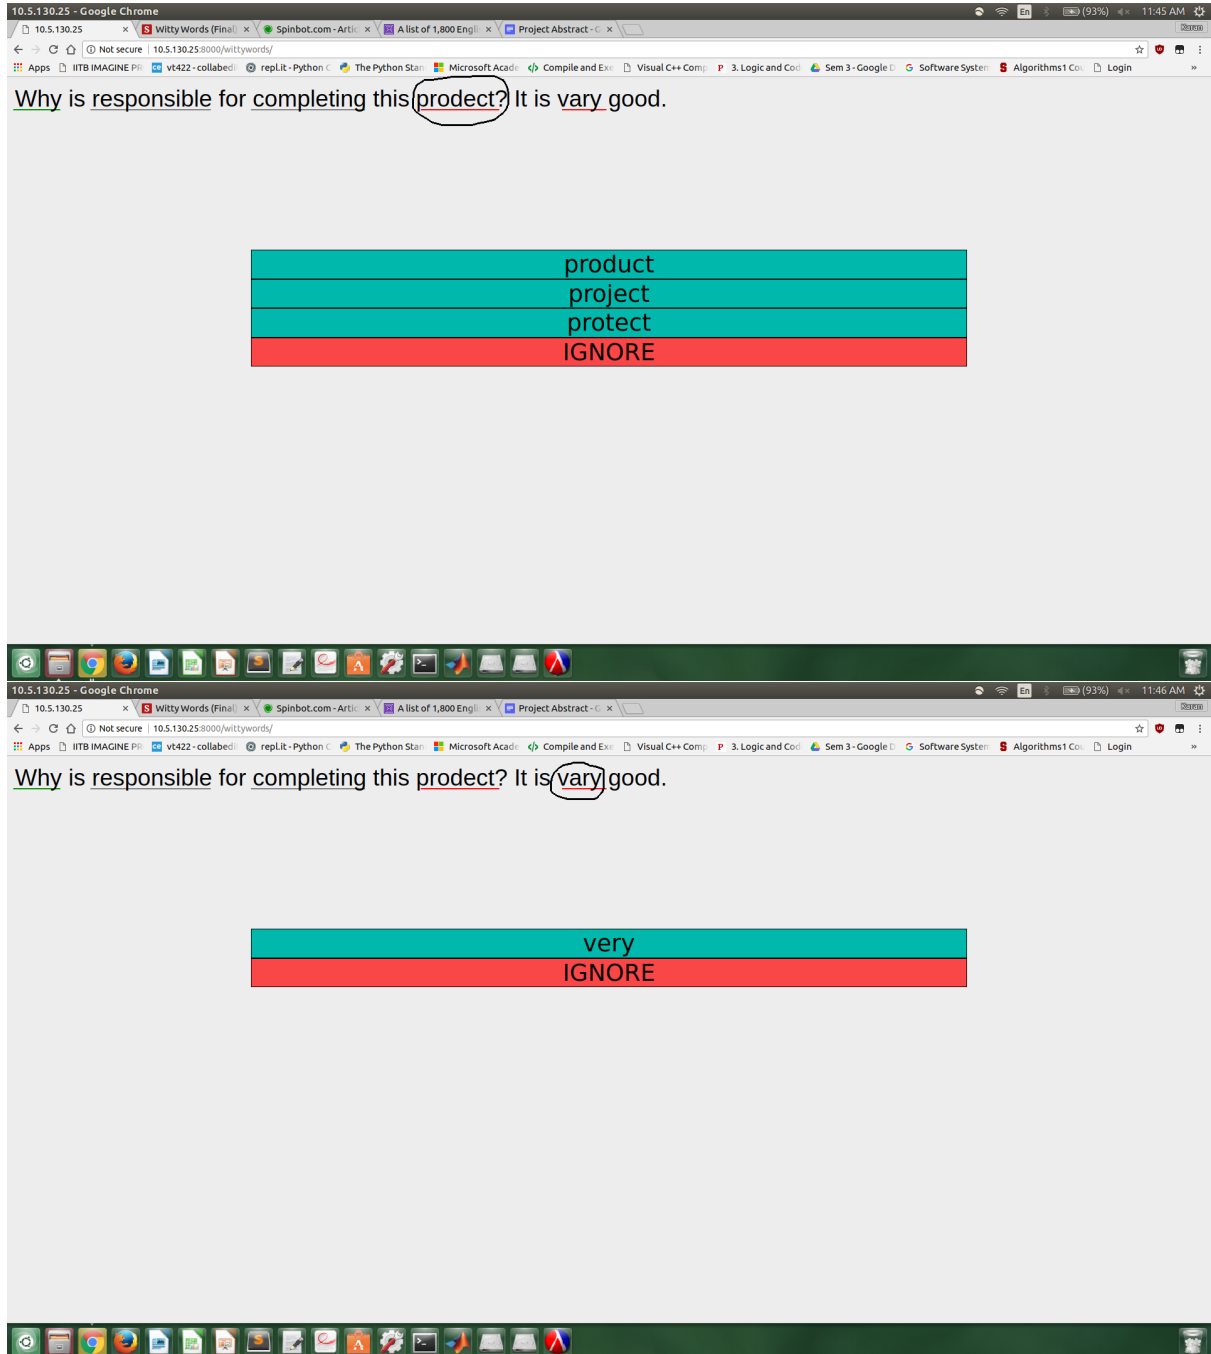 10.5.130.25 - Google Chrome En (93%) 11:45 AM
10.5.130.25 Witty Words (Final) Spinbot.com - Artic A list of 1,800 Engli Project Abstract - G Karan
Not secure 10.5.130.25:8000/wittywords/
Apps IITB IMAGINE PR vt422 - collabedi repl.it - Python C The Python Stan Microsoft Acade Compile and Exe Visual C++ Comp 3. Logic and Cod Sem 3 - Google D Software System Algorithms1 Cou Login »
Why is responsible for completing this prodect? It is vary good.
product
project
protect
IGNORE
10.5.130.25 - Google Chrome En (93%) 11:46 AM
10.5.130.25 Witty Words (Final) Spinbot.com - Artic A list of 1,800 Engli Project Abstract - G Karan
Not secure 10.5.130.25:8000/wittywords/
Apps IITB IMAGINE PR vt422 - collabedi repl.it - Python C The Python Stan Microsoft Acade Compile and Exe Visual C++ Comp 3. Logic and Cod Sem 3 - Google D Software System Algorithms1 Cou Login »
Why is responsible for completing this prodect? It is vary good.
very
IGNORE